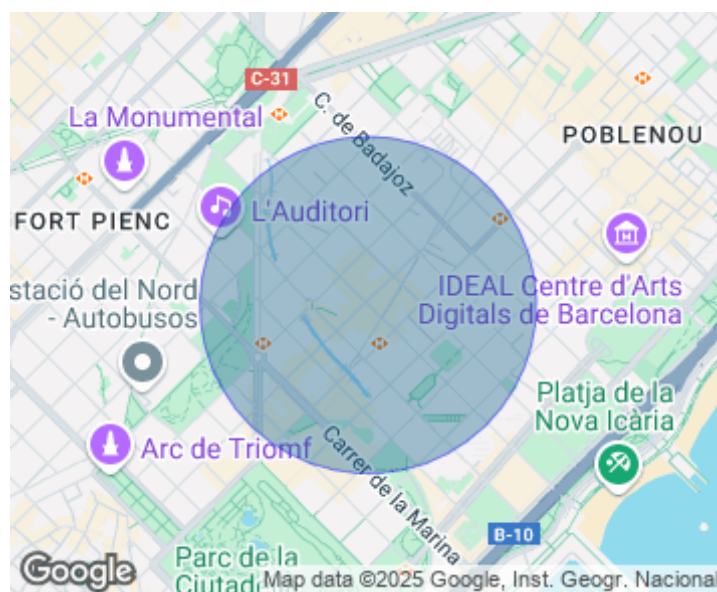 C-31
La Monumental
C. de Badajoz
POBLENOU
L'Auditori
FORT PIENC
stació del Nord
- Autobusos
IDEAL Centre d'Arts
Digitals de Barcelona
Platja de la
Nova Icària
Arc de Triomf
Carrer de la Marina
B-10
Parc de la
Ciutad
Google
Map data ©2025 Google, Inst. Geogr. Nacional